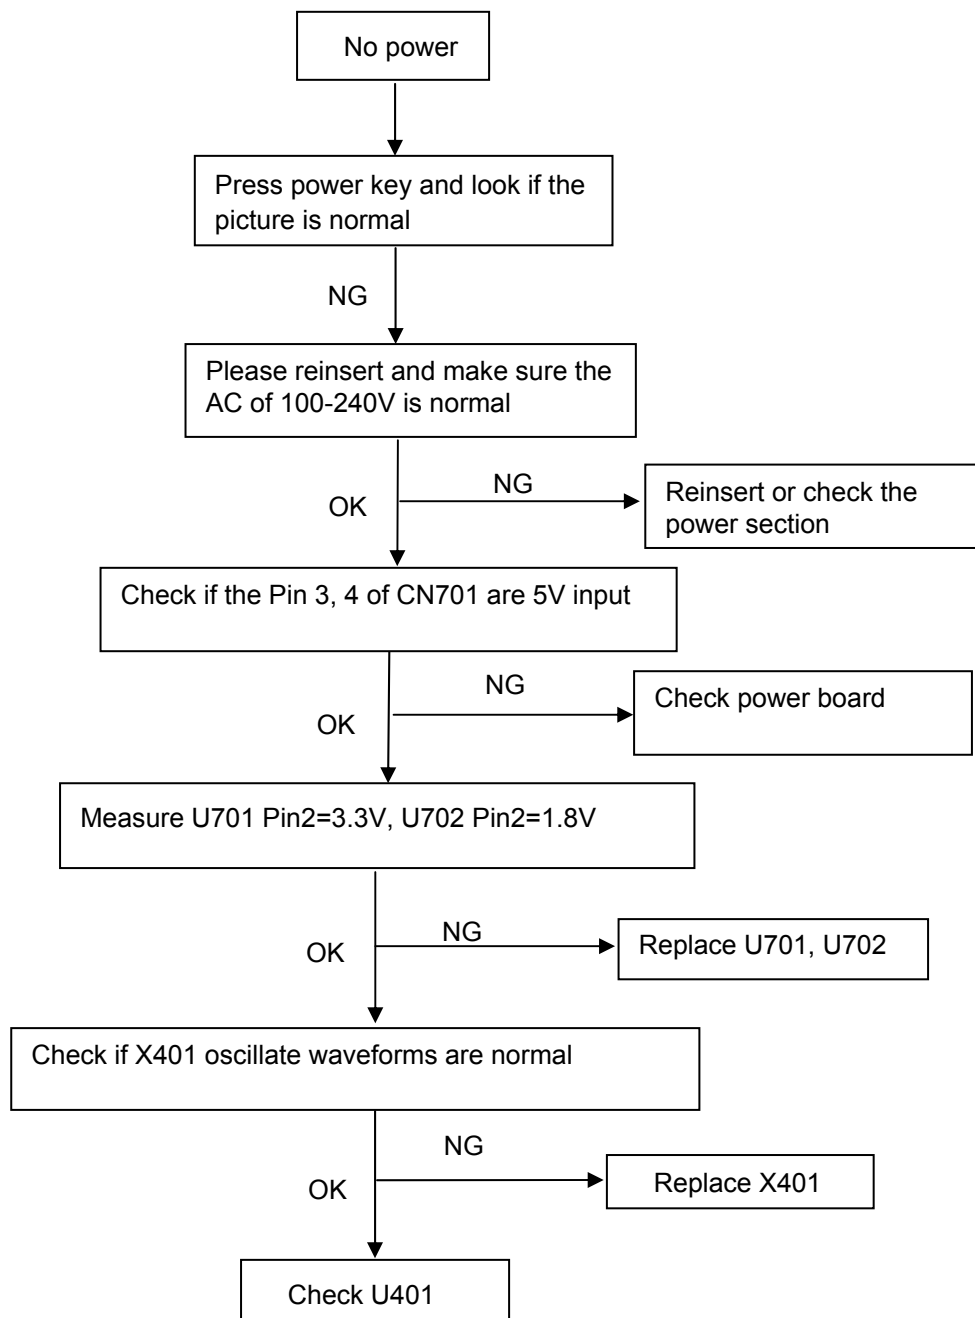 No power
Press power key and look if the
picture is normal
NG
Please reinsert and make sure the
AC of 100-240V is normal
NG
OK
Reinsert or check the
power section
Check if the Pin 3, 4 of CN701 are 5V input
NG
OK
Check power board
Measure U701 Pin2=3.3V, U702 Pin2=1.8V
NG
OK
Replace U701, U702
Check if X401 oscillate waveforms are normal
NG
OK
Replace X401
Check U401